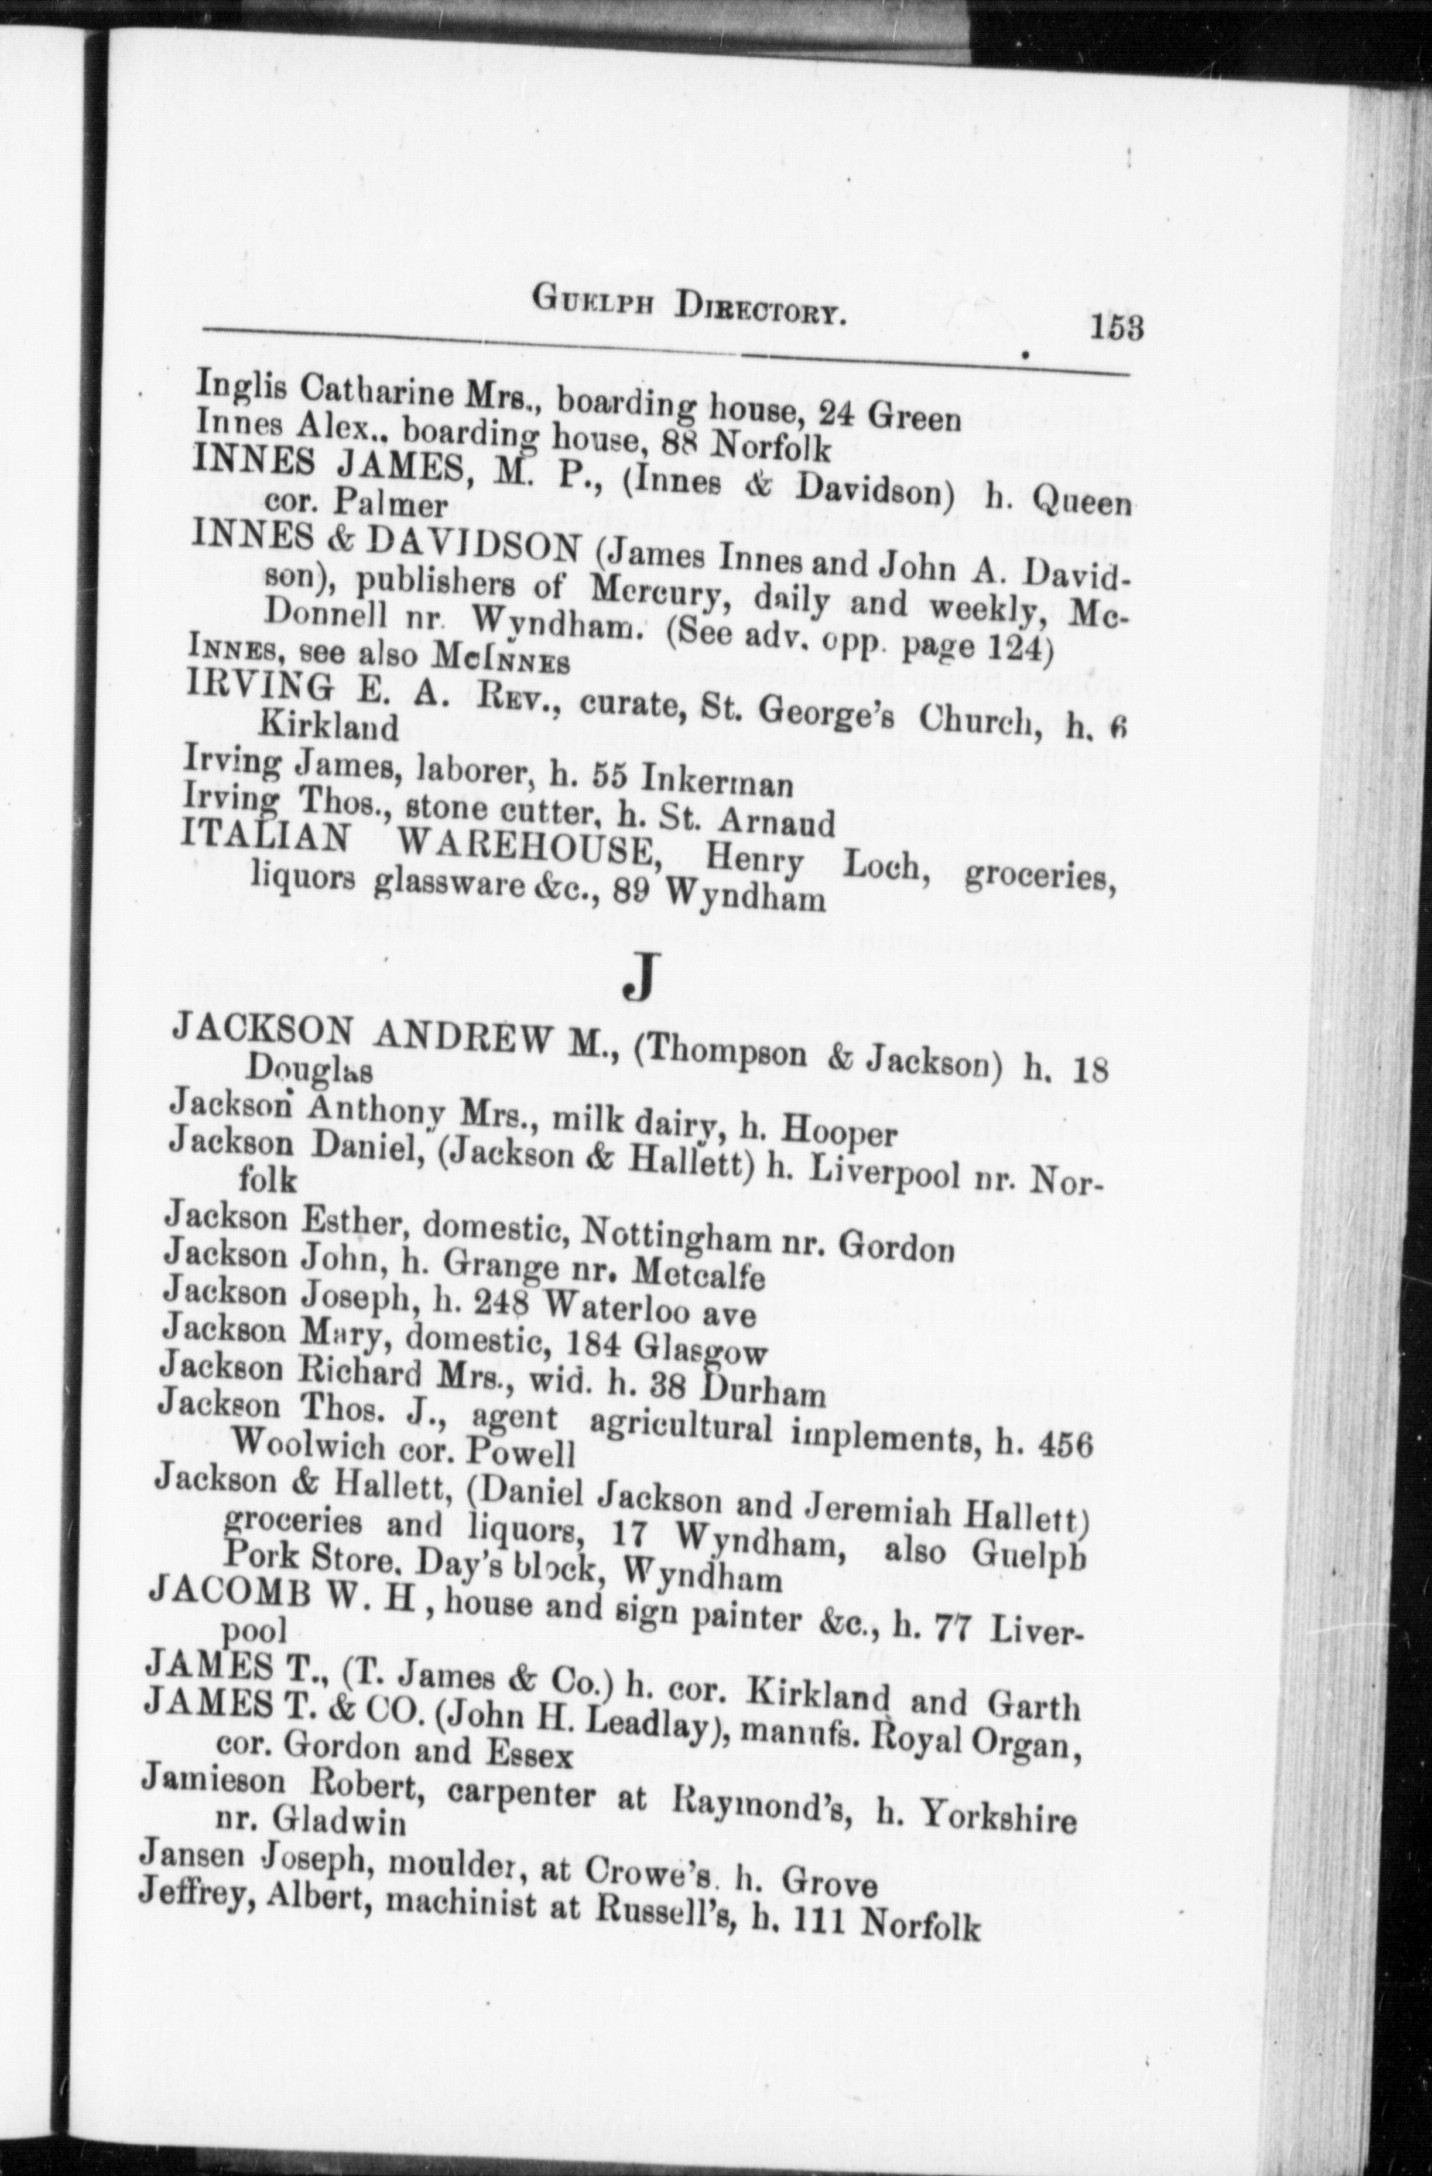 GUELPH DIRECTORY. 153
Inglis Catharine Mrs., boarding house, 24 Green
Innes Alex., boarding house, 88 Norfolk
INNES JAMES, M. P., (Innes & Davidson) h. Queen
cor. Palmer
INNES & DAVIDSON (James Innes and John A. David-
son), publishers of Mercury, daily and weekly, Mc-
Donnell nr. Wyndham. (See adv. opp. page 124)
INNES, see also McINNES
IRVING E. A. REV., curate, St. George's Church, h. 6
Kirkland
Irving James, laborer, h. 55 Inkerman
Irving Thos., stone cutter, h. St. Arnaud
ITALIAN WAREHOUSE, Henry Loch, groceries,
liquors glassware &c., 89 Wyndham
J
JACKSON ANDREW M., (Thompson & Jackson) h. 18
Douglas
Jackson Anthony Mrs., milk dairy, h. Hooper
Jackson Daniel, (Jackson & Hallett) h. Liverpool nr. Nor-
folk
Jackson Esther, domestic, Nottingham nr. Gordon
Jackson John, h. Grange nr. Metcalfe
Jackson Joseph, h. 248 Waterloo ave
Jackson Mary, domestic, 184 Glasgow
Jackson Richard Mrs., wid. h. 38 Durham
Jackson Thos. J., agent agricultural implements, h. 456
Woolwich cor. Powell
Jackson & Hallett, (Daniel Jackson and Jeremiah Hallett)
groceries and liquors, 17 Wyndham, also Guelph
Pork Store, Day's block, Wyndham
JACOMB W. H, house and sign painter &c., h. 77 Liver-
pool
JAMES T., (T. James & Co.) h. cor. Kirkland and Garth
JAMES T. & CO. (John H. Leadlay), manufs. Royal Organ,
cor. Gordon and Essex
Jamieson Robert, carpenter at Raymond's, h. Yorkshire
nr. Gladwin
Jansen Joseph, moulder, at Crowe's. h. Grove
Jeffrey, Albert, machinist at Russell's, h. 111 Norfolk